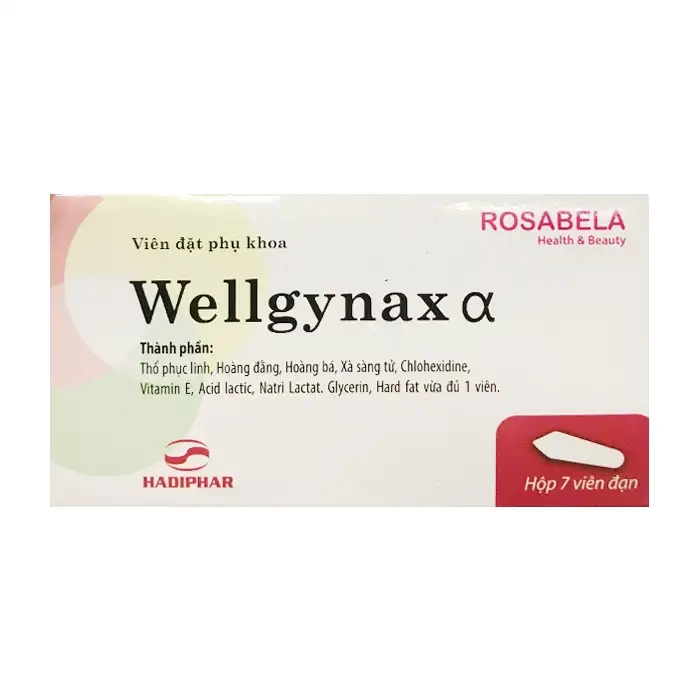 ROSABELA
Health & Beauty
Viên đặt phụ khoa
Wellgynax α
Thành phần:
Thổ phục linh, Hoàng đằng, Hoàng bá, Xà sàng tử, Chlohexidine,
Vitamin E, Acid lactic, Natri Lactat. Glycerin, Hard fat vừa đủ 1 viên.
HADIPHAR
Hộp 7 viên đạn